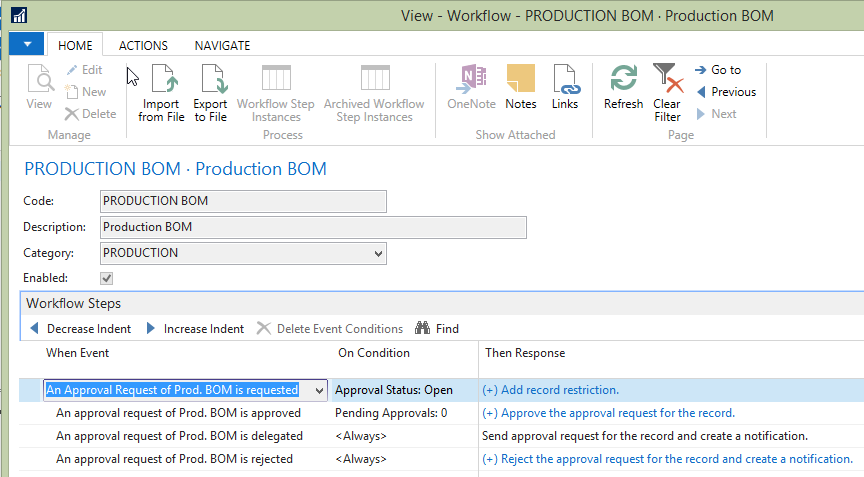 View - Workflow - PRODUCTION BOM · Production BOM
HOME ACTIONS NAVIGATE
View Edit New Delete Import from File Export to File Workflow Step Instances Archived Workflow Step Instances OneNote Notes Links Refresh Clear Filter Go to Previous Next
Manage Process Show Attached Page
PRODUCTION BOM · Production BOM
Code: PRODUCTION BOM
Description: Production BOM
Category: PRODUCTION
Enabled:
Workflow Steps
Decrease Indent Increase Indent Delete Event Conditions Find
When Event On Condition Then Response
An Approval Request of Prod. BOM is requested Approval Status: Open (+) Add record restriction.
An approval request of Prod. BOM is approved Pending Approvals: 0 (+) Approve the approval request for the record.
An approval request of Prod. BOM is delegated <Always> Send approval request for the record and create a notification.
An approval request of Prod. BOM is rejected <Always> (+) Reject the approval request for the record and create a notification.